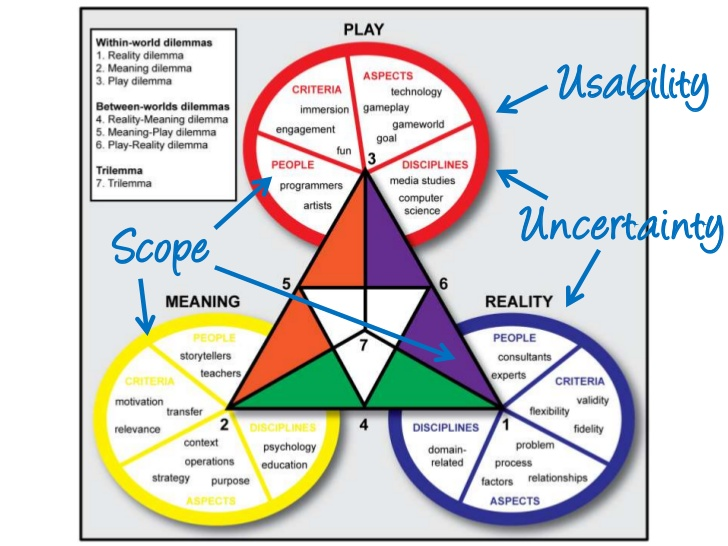 PLAY
Within-world dilemmas
1. Reality dilemma
2. Meaning dilemma
3. Play dilemma
Between-worlds dilemmas
4. Reality-Meaning dilemma
5. Meaning-Play dilemma
6. Play-Reality dilemma
Trilemma
7. Trilemma
CRITERIA
immersion
engagement
fun
ASPECTS
technology
gameplay
gameworld
goal
PEOPLE
programmers
artists
DISCIPLINES
media studies
computer
science
3
Usability
Uncertainty
Scope
5
6
7
MEANING
PEOPLE
storytellers
teachers
CRITERIA
motivation
transfer
relevance
2
DISCIPLINES
psychology
education
context
operations
strategy
purpose
ASPECTS
4
REALITY
PEOPLE
consultants
experts
CRITERIA
validity
flexibility
fidelity
1
DISCIPLINES
domain-
related
problem
process
factors
relationships
ASPECTS